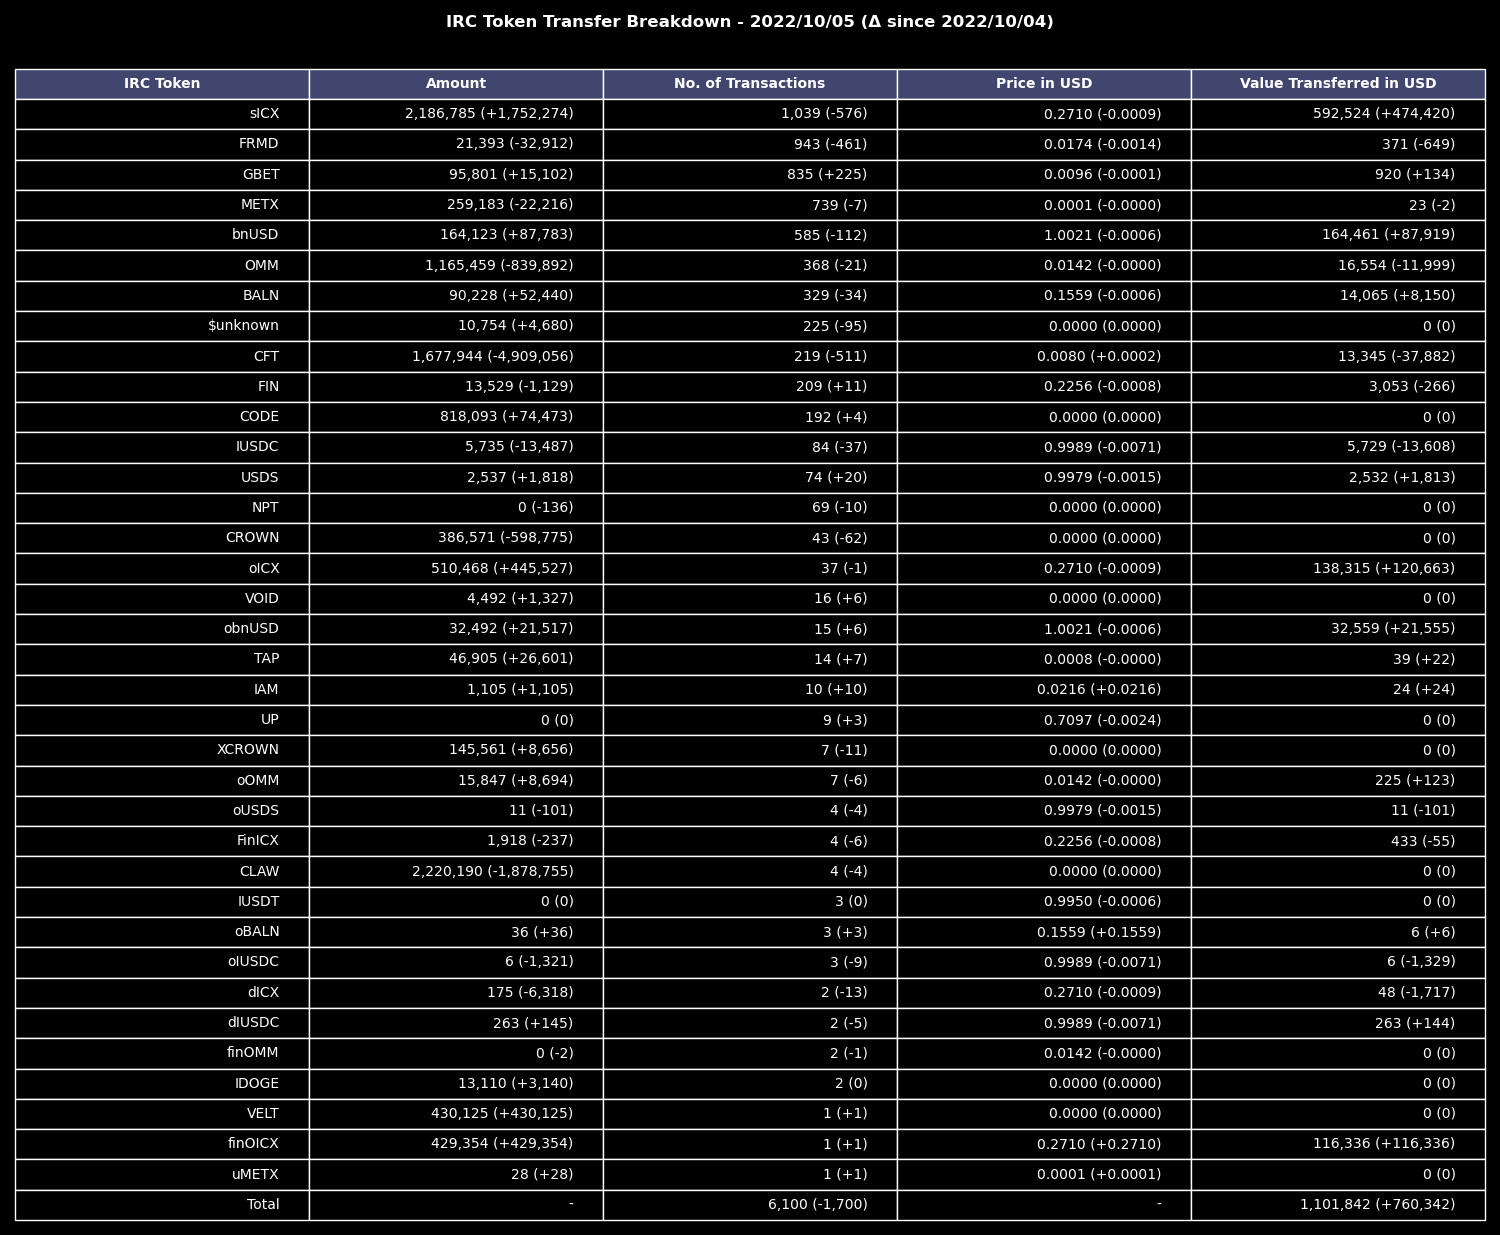 IRC Token Transfer Breakdown - 2022/10/05 (Δ since 2022/10/04)
IRC Token Amount No. of Transactions Price in USD Value Transferred in USD
sICX 2,186,785 (+1,752,274) 1,039 (-576) 0.2710 (-0.0009) 592,524 (+474,420)
FRMD 21,393 (-32,912) 943 (-461) 0.0174 (-0.0014) 371 (-649)
GBET 95,801 (+15,102) 835 (+225) 0.0096 (-0.0001) 920 (+134)
METX 259,183 (-22,216) 739 (-7) 0.0001 (-0.0000) 23 (-2)
bnUSD 164,123 (+87,783) 585 (-112) 1.0021 (-0.0006) 164,461 (+87,919)
OMM 1,165,459 (-839,892) 368 (-21) 0.0142 (-0.0000) 16,554 (-11,999)
BALN 90,228 (+52,440) 329 (-34) 0.1559 (-0.0006) 14,065 (+8,150)
$unknown 10,754 (+4,680) 225 (-95) 0.0000 (0.0000) 0 (0)
CFT 1,677,944 (-4,909,056) 219 (-511) 0.0080 (+0.0002) 13,345 (-37,882)
FIN 13,529 (-1,129) 209 (+11) 0.2256 (-0.0008) 3,053 (-266)
CODE 818,093 (+74,473) 192 (+4) 0.0000 (0.0000) 0 (0)
IUSDC 5,735 (-13,487) 84 (-37) 0.9989 (-0.0071) 5,729 (-13,608)
USDS 2,537 (+1,818) 74 (+20) 0.9979 (-0.0015) 2,532 (+1,813)
NPT 0 (-136) 69 (-10) 0.0000 (0.0000) 0 (0)
CROWN 386,571 (-598,775) 43 (-62) 0.0000 (0.0000) 0 (0)
oICX 510,468 (+445,527) 37 (-1) 0.2710 (-0.0009) 138,315 (+120,663)
VOID 4,492 (+1,327) 16 (+6) 0.0000 (0.0000) 0 (0)
obnUSD 32,492 (+21,517) 15 (+6) 1.0021 (-0.0006) 32,559 (+21,555)
TAP 46,905 (+26,601) 14 (+7) 0.0008 (-0.0000) 39 (+22)
IAM 1,105 (+1,105) 10 (+10) 0.0216 (+0.0216) 24 (+24)
UP 0 (0) 9 (+3) 0.7097 (-0.0024) 0 (0)
XCROWN 145,561 (+8,656) 7 (-11) 0.0000 (0.0000) 0 (0)
oOMM 15,847 (+8,694) 7 (-6) 0.0142 (-0.0000) 225 (+123)
oUSDS 11 (-101) 4 (-4) 0.9979 (-0.0015) 11 (-101)
FinICX 1,918 (-237) 4 (-6) 0.2256 (-0.0008) 433 (-55)
CLAW 2,220,190 (-1,878,755) 4 (-4) 0.0000 (0.0000) 0 (0)
IUSDT 0 (0) 3 (0) 0.9950 (-0.0006) 0 (0)
oBALN 36 (+36) 3 (+3) 0.1559 (+0.1559) 6 (+6)
oIUSDC 6 (-1,321) 3 (-9) 0.9989 (-0.0071) 6 (-1,329)
dICX 175 (-6,318) 2 (-13) 0.2710 (-0.0009) 48 (-1,717)
dIUSDC 263 (+145) 2 (-5) 0.9989 (-0.0071) 263 (+144)
finOMM 0 (-2) 2 (-1) 0.0142 (-0.0000) 0 (0)
IDOGE 13,110 (+3,140) 2 (0) 0.0000 (0.0000) 0 (0)
VELT 430,125 (+430,125) 1 (+1) 0.0000 (0.0000) 0 (0)
finOICX 429,354 (+429,354) 1 (+1) 0.2710 (+0.2710) 116,336 (+116,336)
uMETX 28 (+28) 1 (+1) 0.0001 (+0.0001) 0 (0)
Total - 6,100 (-1,700) - 1,101,842 (+760,342)